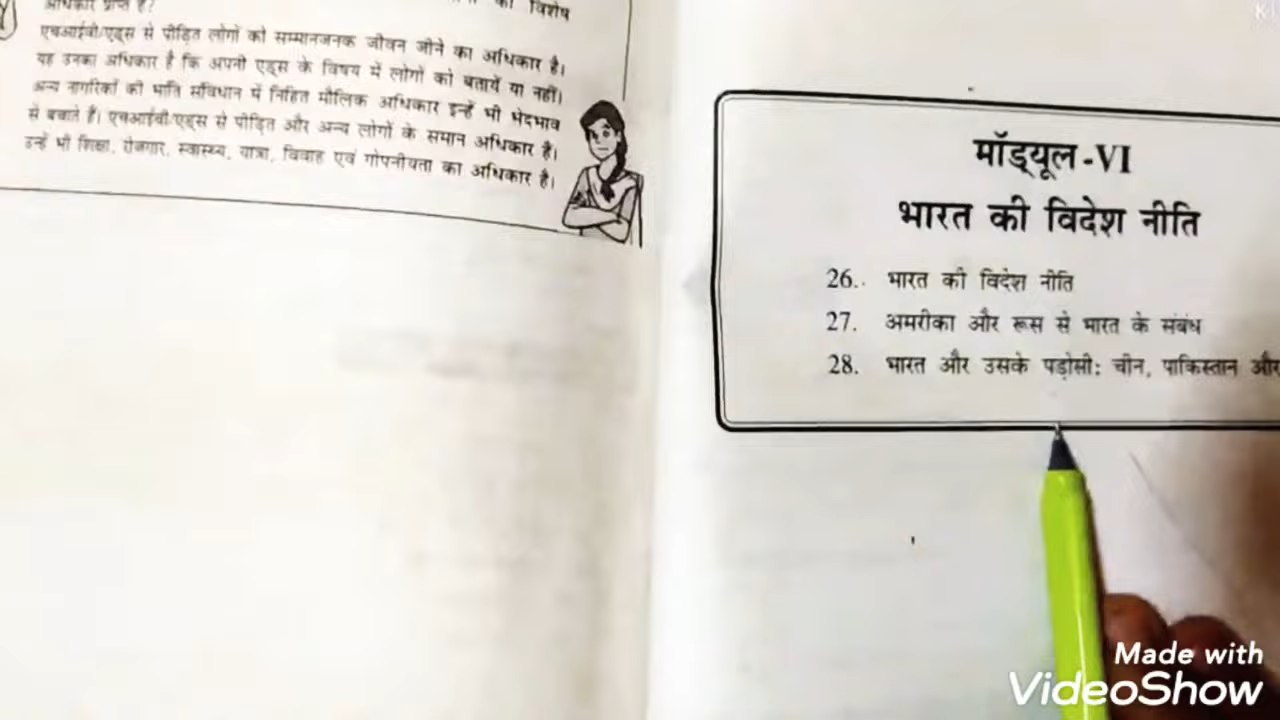 अधिकार प्राप्त है?
की विशेष
एचआईवी/एड्स से पीड़ित लोगों को सम्मानजनक जीवन जीने का अधिकार है।
यह उनका अधिकार है कि अपनी एड्स के विषय में लोगों को बतायें या नहीं।
अन्य नागरिकों की भांति संविधान में निहित मौलिक अधिकार इन्हें भी भेदभाव
से बचाते हैं। एचआईवी/एड्स से पीड़ित और अन्य लोगों के समान अधिकार हैं।
उन्हें भी शिक्षा, रोजगार, स्वास्थ्य, यात्रा, विवाह एवं गोपनीयता का अधिकार है।
मॉड्यूल-VI
भारत की विदेश नीति
26. भारत की विदेश नीति
27. अमरीका और रूस से भारत के संबंध
28. भारत और उसके पड़ोसी: चीन, पाकिस्तान और
Made with
VideoShow